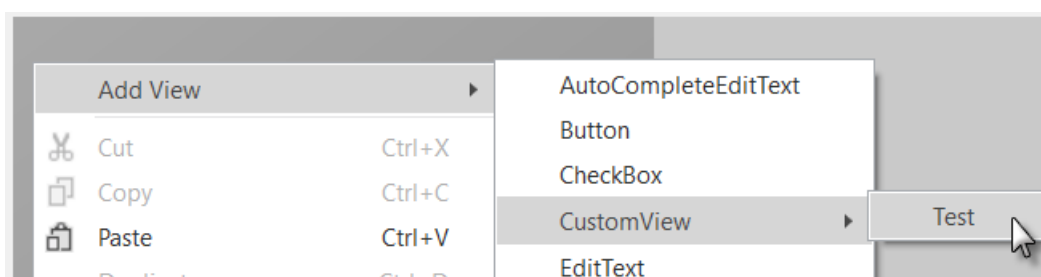 Add View
Cut Ctrl+X
Copy Ctrl+C
Paste Ctrl+V
AutoCompleteEditText
Button
CheckBox
CustomView
EditText
Test